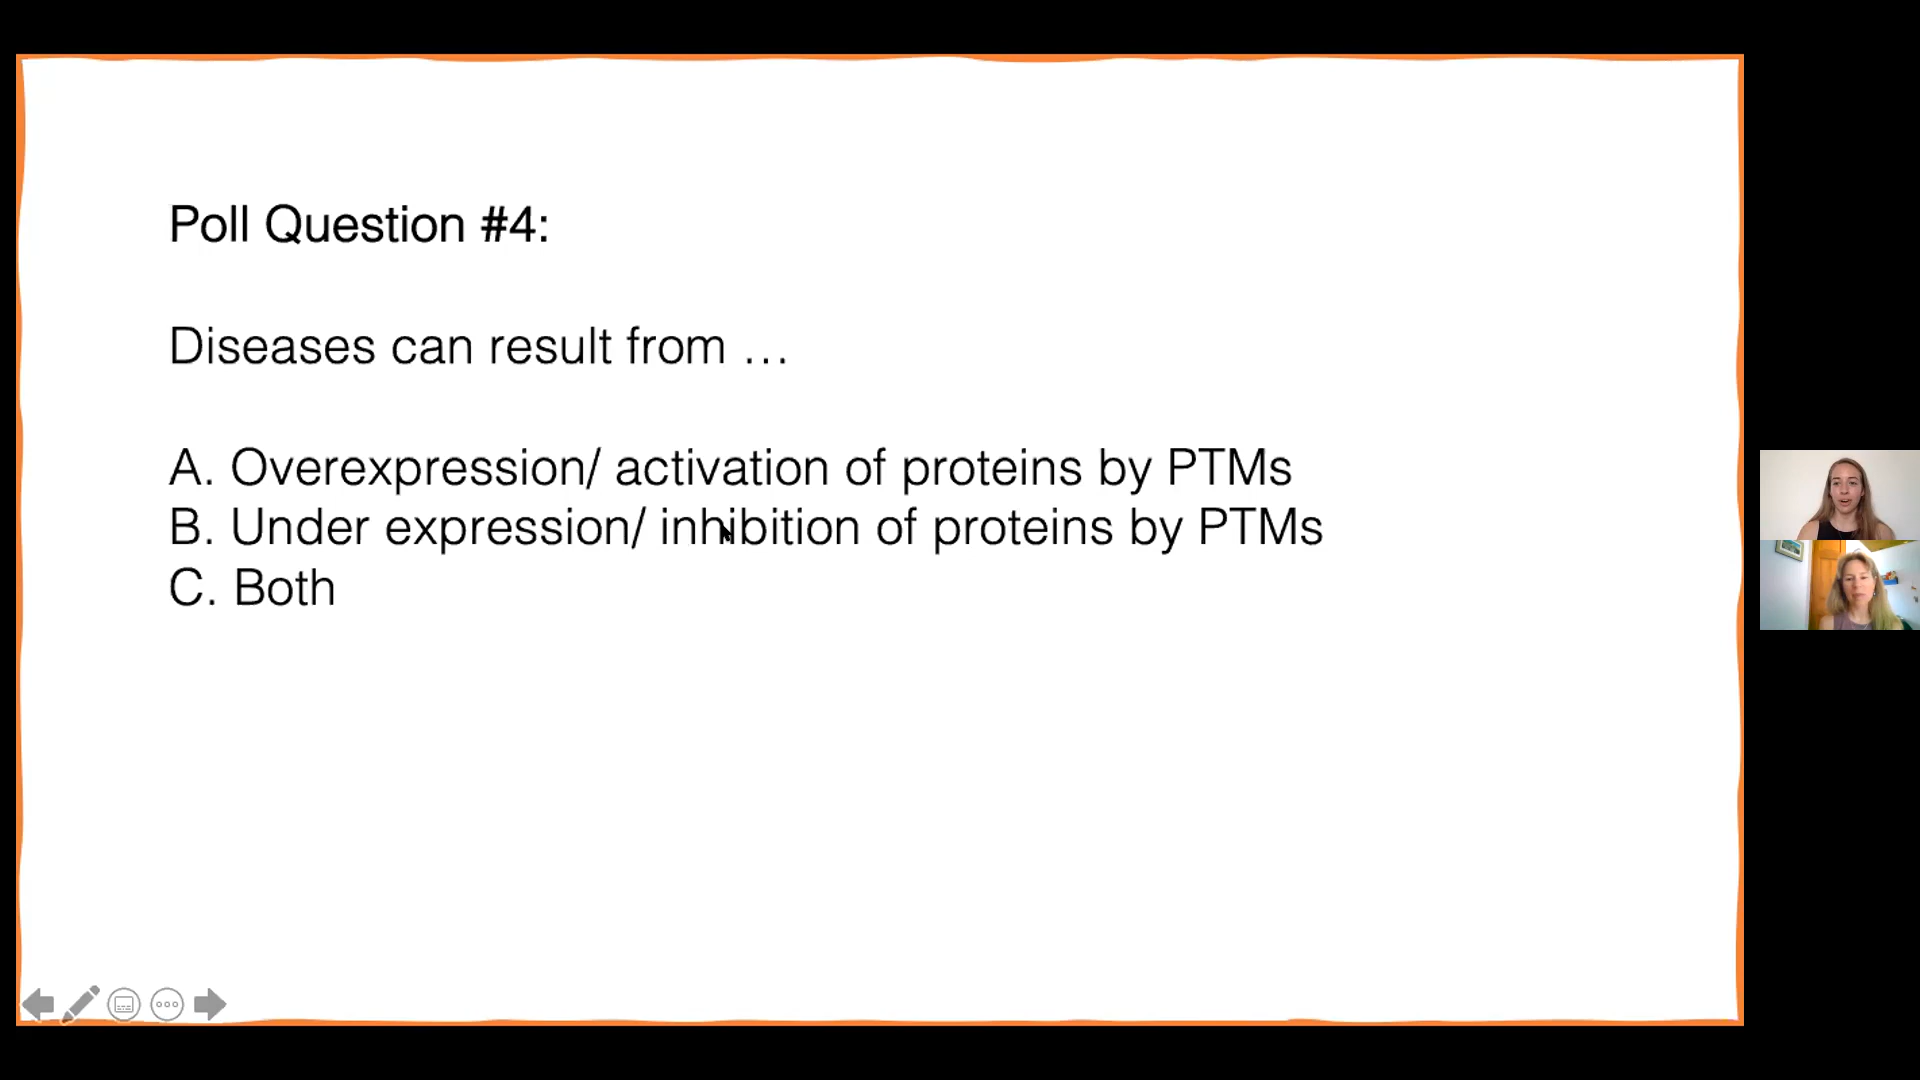 Poll Question #4:
Diseases can result from …
A. Overexpression/ activation of proteins by PTMs
B. Under expression/ inhibition of proteins by PTMs
C. Both